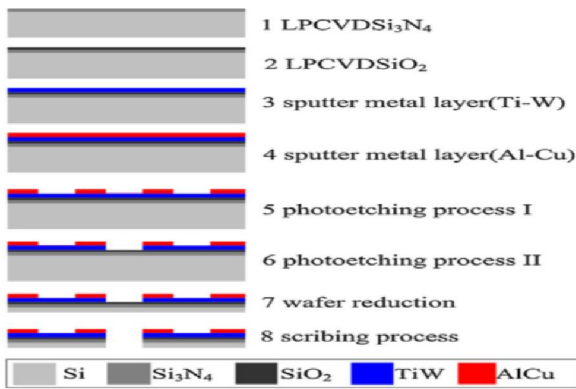 1 LPCVDSi₃N₄
2 LPCVDSiO₂
3 sputter metal layer(Ti-W)
4 sputter metal layer(Al-Cu)
5 photoetching process I
6 photoetching process II
7 wafer reduction
8 scribing process
Si Si₃N₄ SiO₂ TiW AlCu